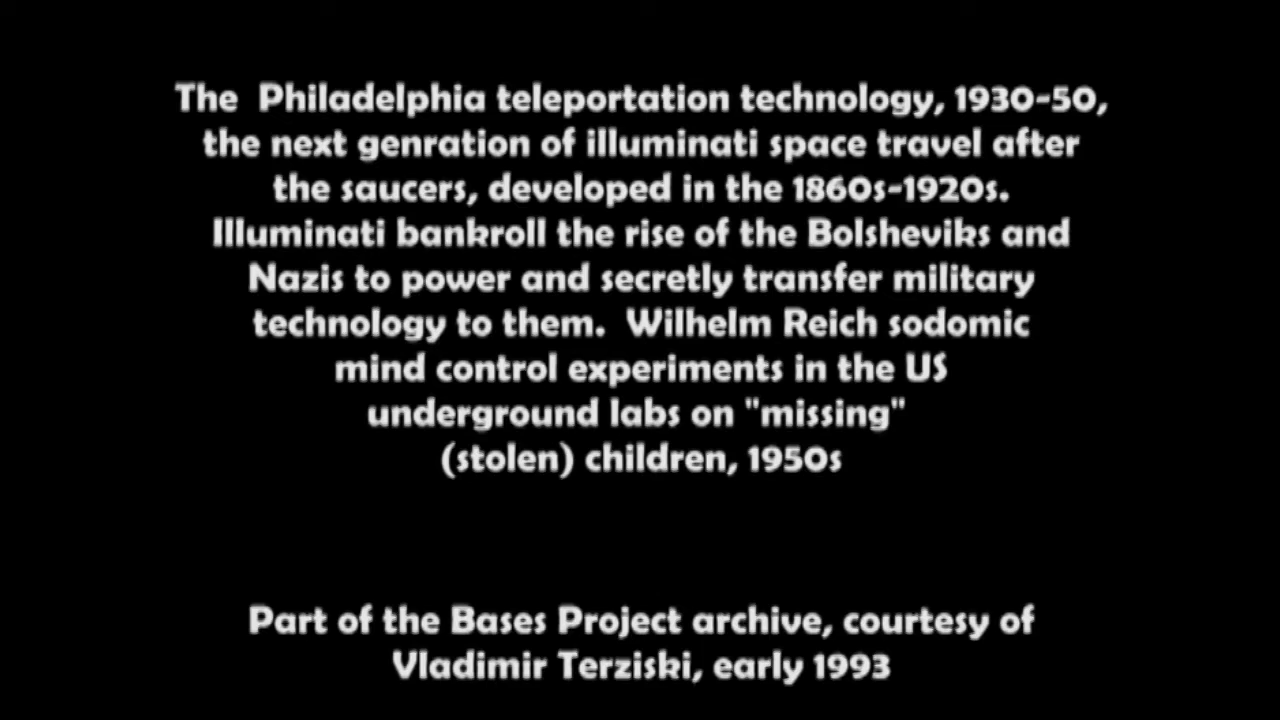 The  Philadelphia teleportation technology, 1930-50,
the next genration of illuminati space travel after
the saucers, developed in the 1860s-1920s.
Illuminati bankroll the rise of the Bolsheviks and
Nazis to power and secretly transfer military
technology to them.  Wilhelm Reich sodomic
mind control experiments in the US
underground labs on "missing"
(stolen) children, 1950s
Part of the Bases Project archive, courtesy of
Vladimir Terziski, early 1993